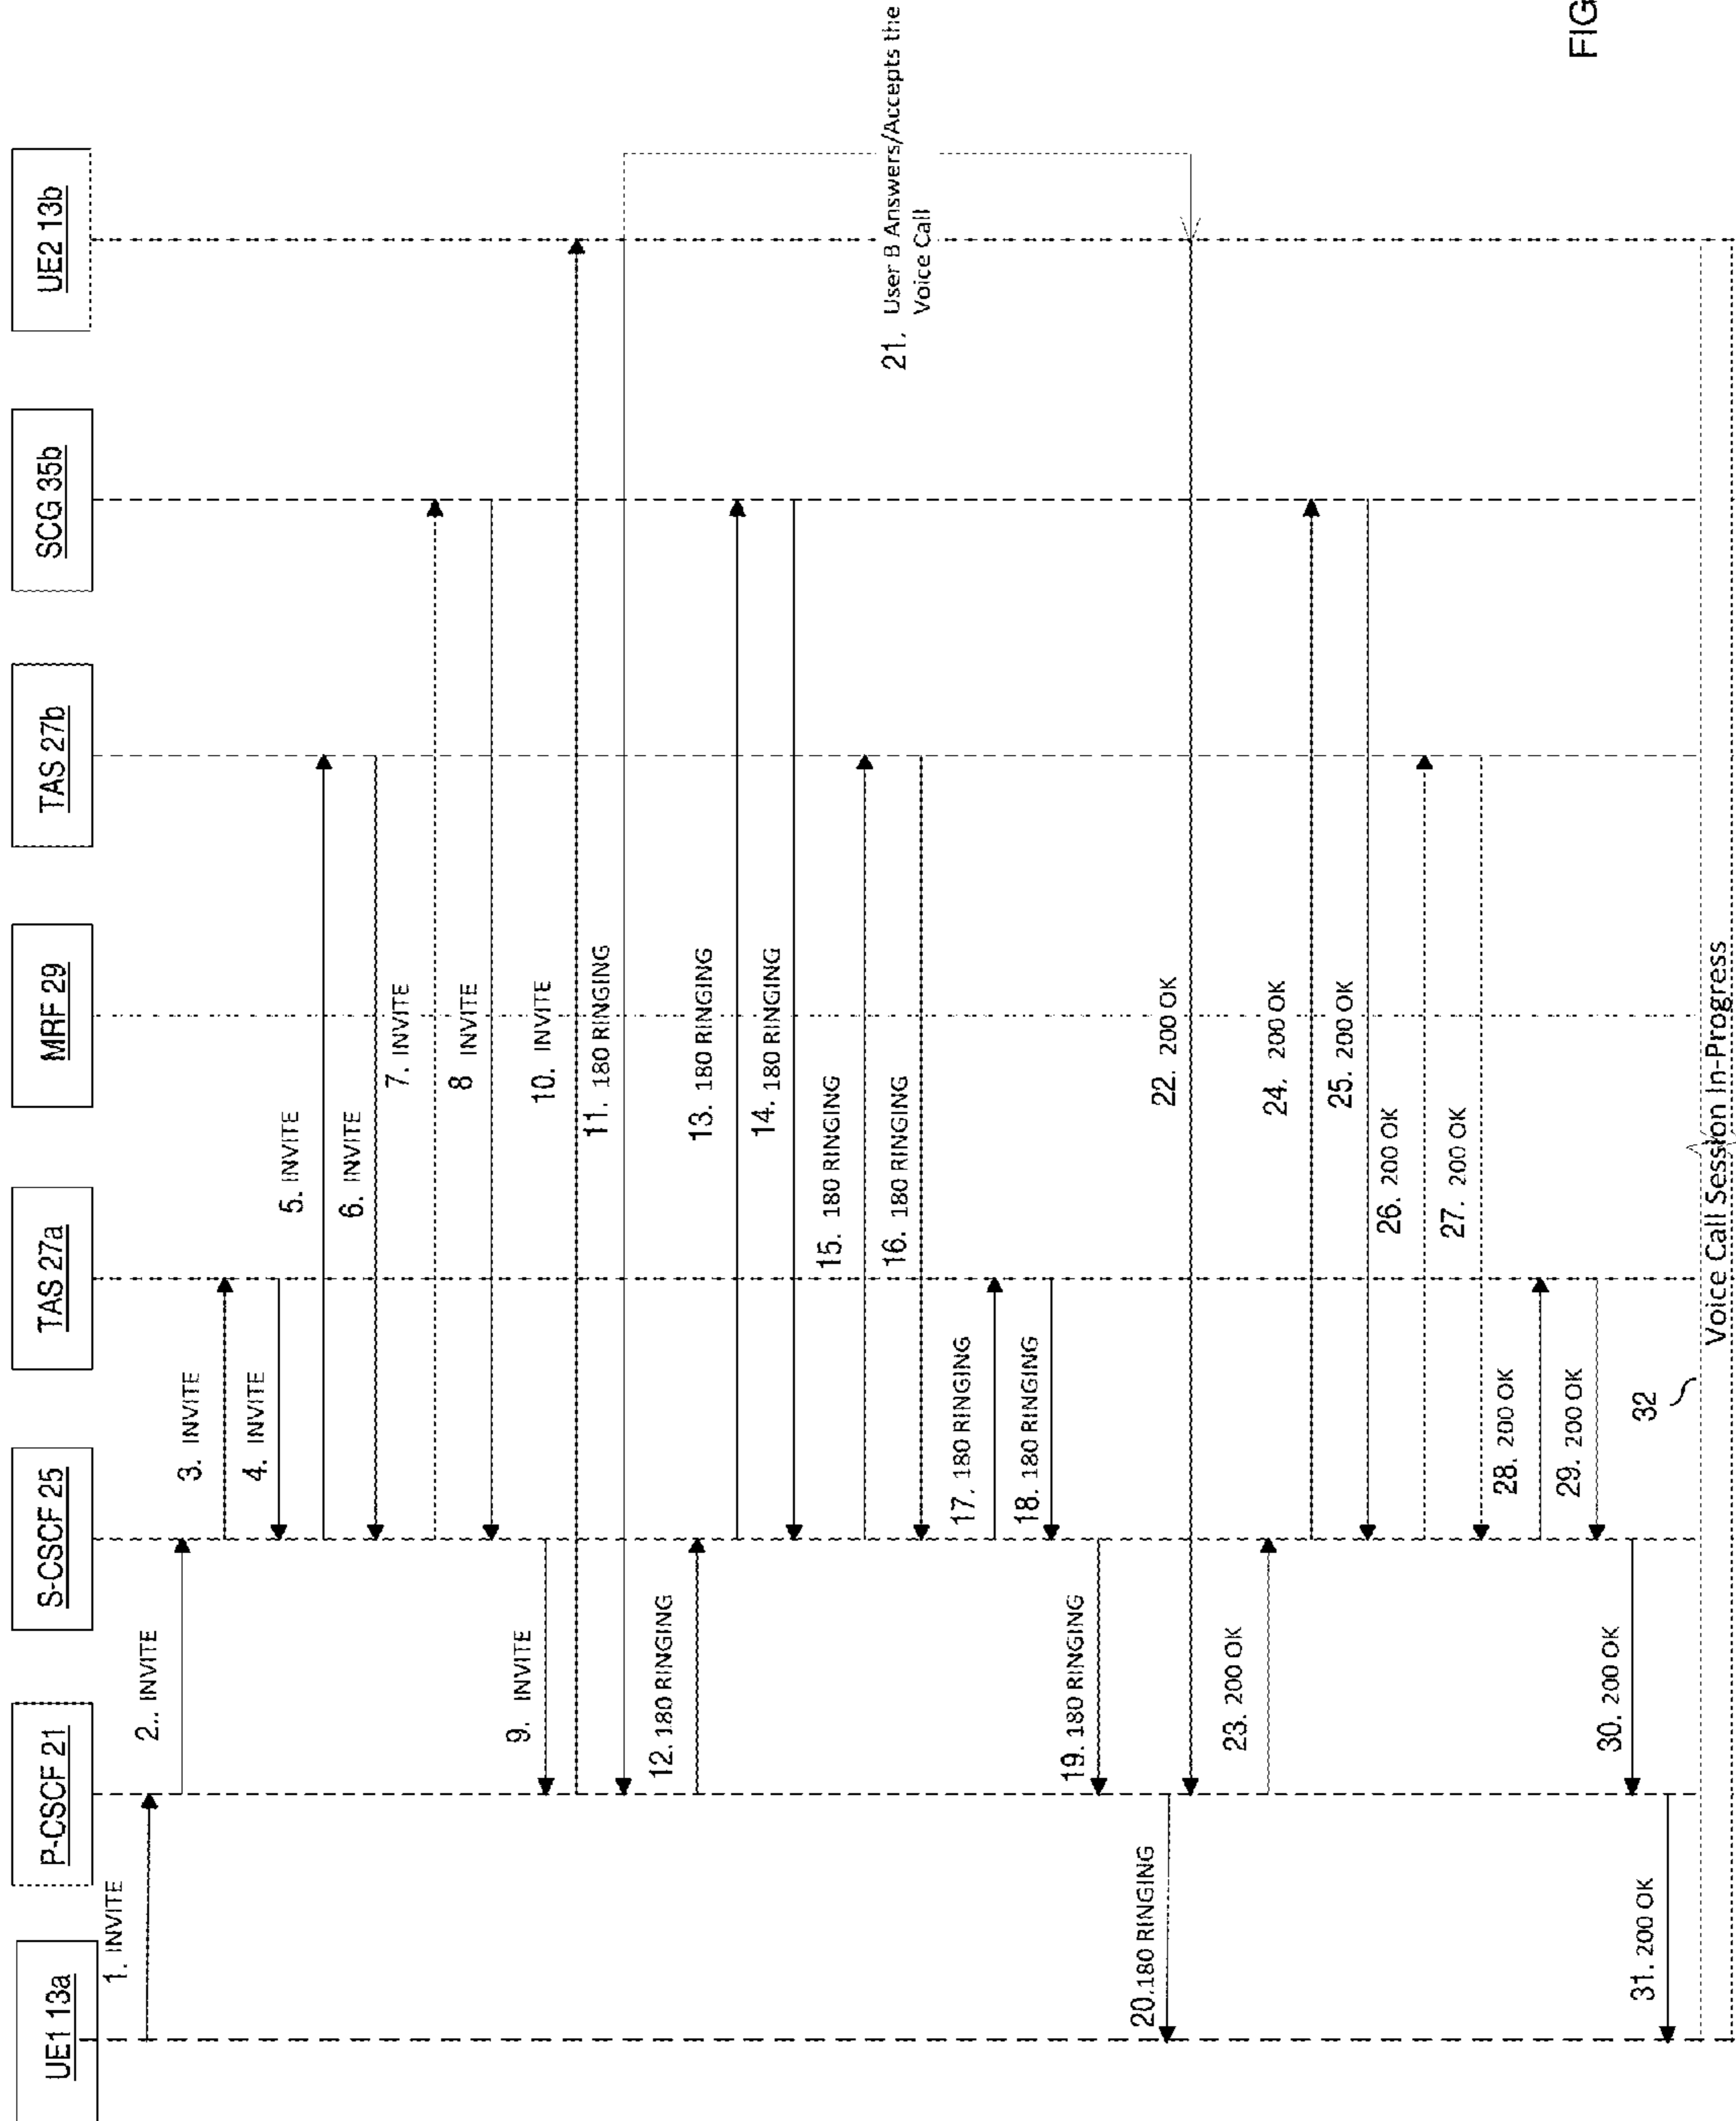 UE1 13a
P-CSCF 21
S-CSCF 25
TAS 27a
MRF 29
TAS 27b
SCG 35b
UE2 13b
1. INVITE
2.. INVITE
3. INVITE
4. INVITE
5. INVITE
6. INVITE
7. INVITE
8 INVITE
9. INVITE
10. INVITE
11. 180 RINGING
12. 180 RINGING
13. 180 RINGING
14. 180 RINGING
15. 180 RINGING
16. 180 RINGING
17. 180 RINGING
18. 180 RINGING
19. 180 RINGING
20. 180 RINGING
21. User B Answers/Accepts the
Voice Call
22. 200 OK
23. 200 OK
24. 200 OK
25. 200 OK
26. 200 OK
27. 200 OK
28. 200 OK
29. 200 OK
30. 200 OK
31. 200 OK
32
Voice Call Session In-Progress
FIG